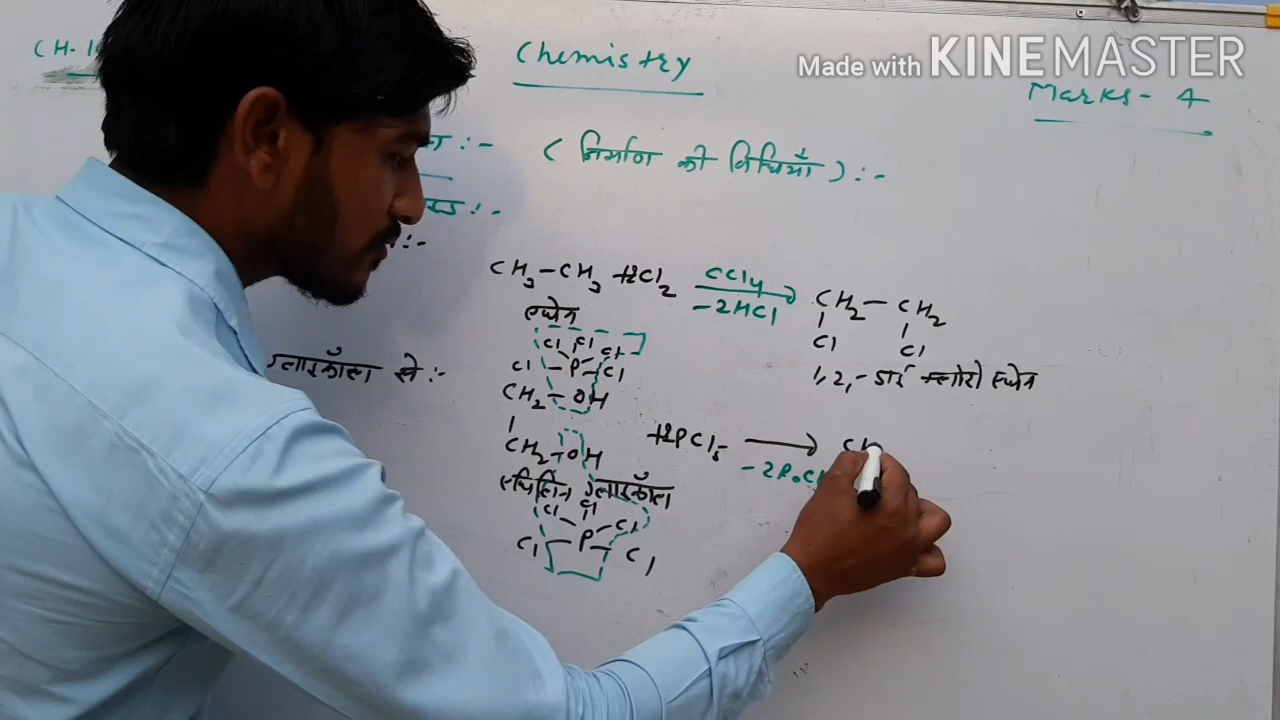 Made with KINEMASTER
CH-1
Chemistry
Marks - 4
:- ( निर्माण की विधियाँ ) :-
:-
:-
CH3-CH3 +2Cl2 CCl4 CH2-CH2
-2HCl
Cl Cl
एथेन
1,2,-डाई क्लोरो एथेन
Cl Cl Cl
Cl -P- Cl
ग्लाइकॉल से :-
CH2-OH
CH2-OH +2PCl5 CH
-2POCl
एथिलिन ग्लाइकॉल
Cl Cl Cl
Cl -P- Cl